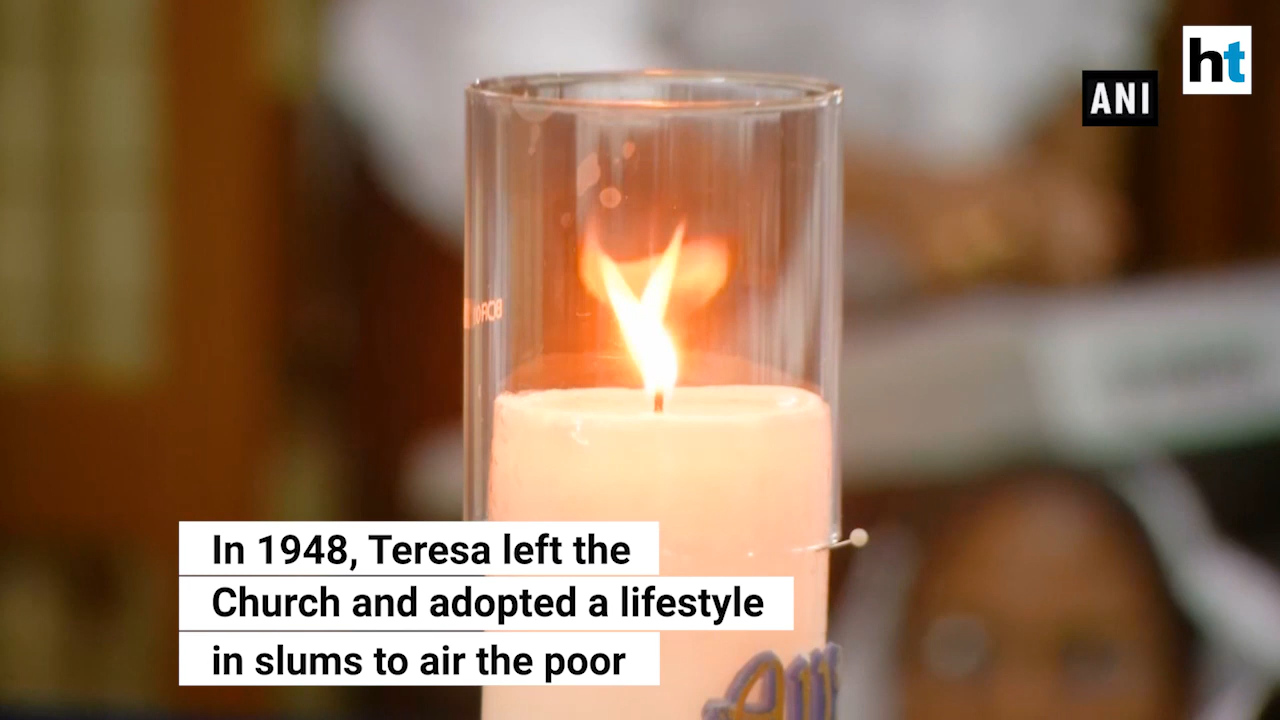 ht
ANI
In 1948, Teresa left the
Church and adopted a lifestyle
in slums to air the poor